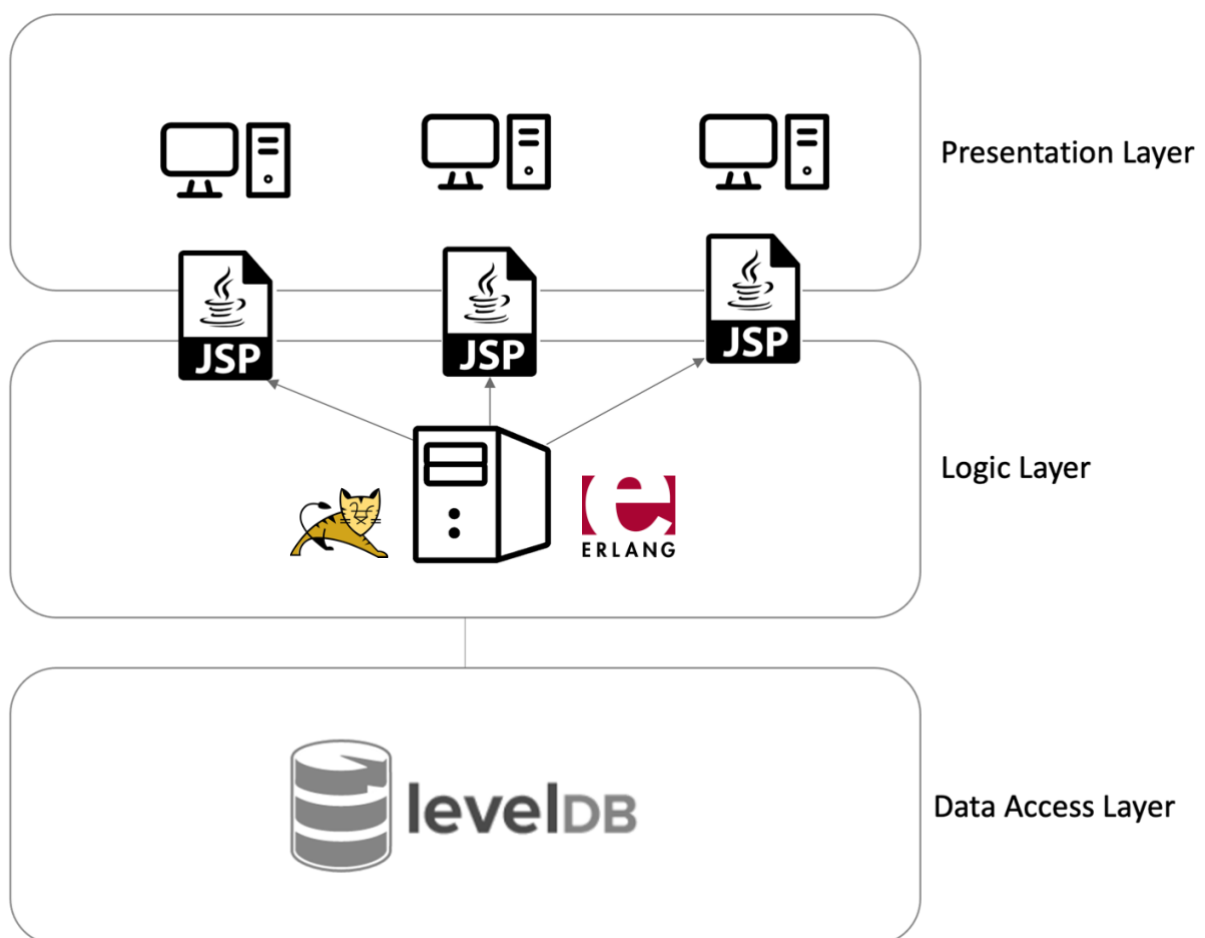 Presentation Layer
JSP
JSP
JSP
Logic Layer
e
ERLANG
levelDB
Data Access Layer